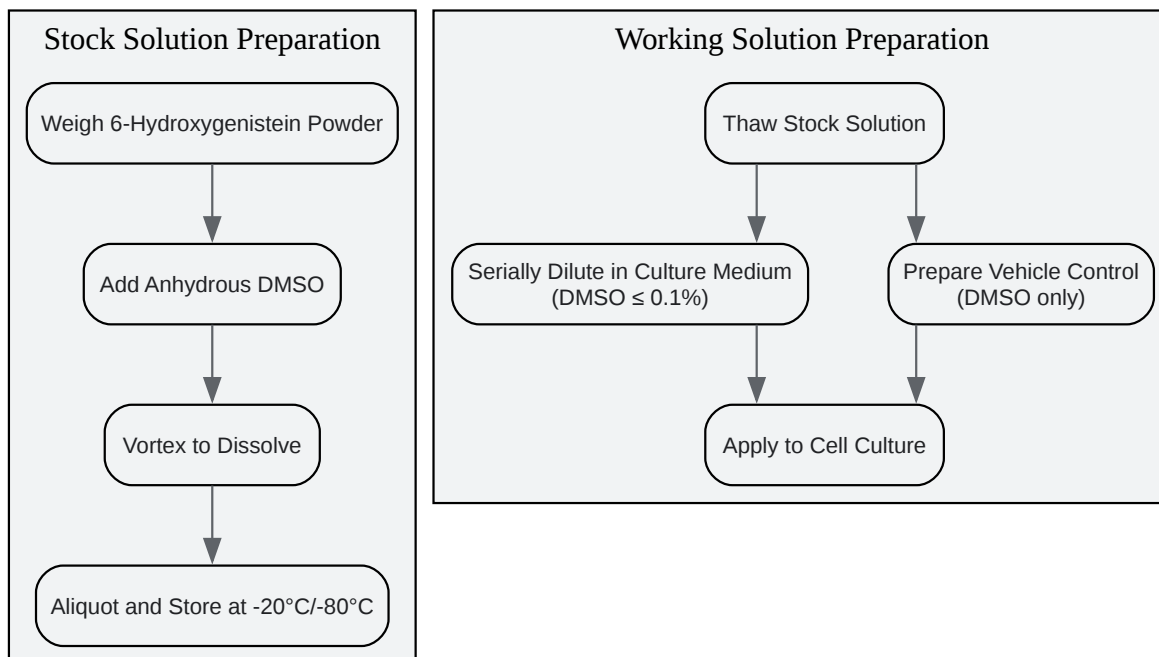 Stock Solution Preparation
Weigh 6-Hydroxygenistein Powder
Add Anhydrous DMSO
Vortex to Dissolve
Aliquot and Store at -20°C/-80°C
Working Solution Preparation
Thaw Stock Solution
Serially Dilute in Culture Medium
(DMSO ≤ 0.1%)
Prepare Vehicle Control
(DMSO only)
Apply to Cell Culture